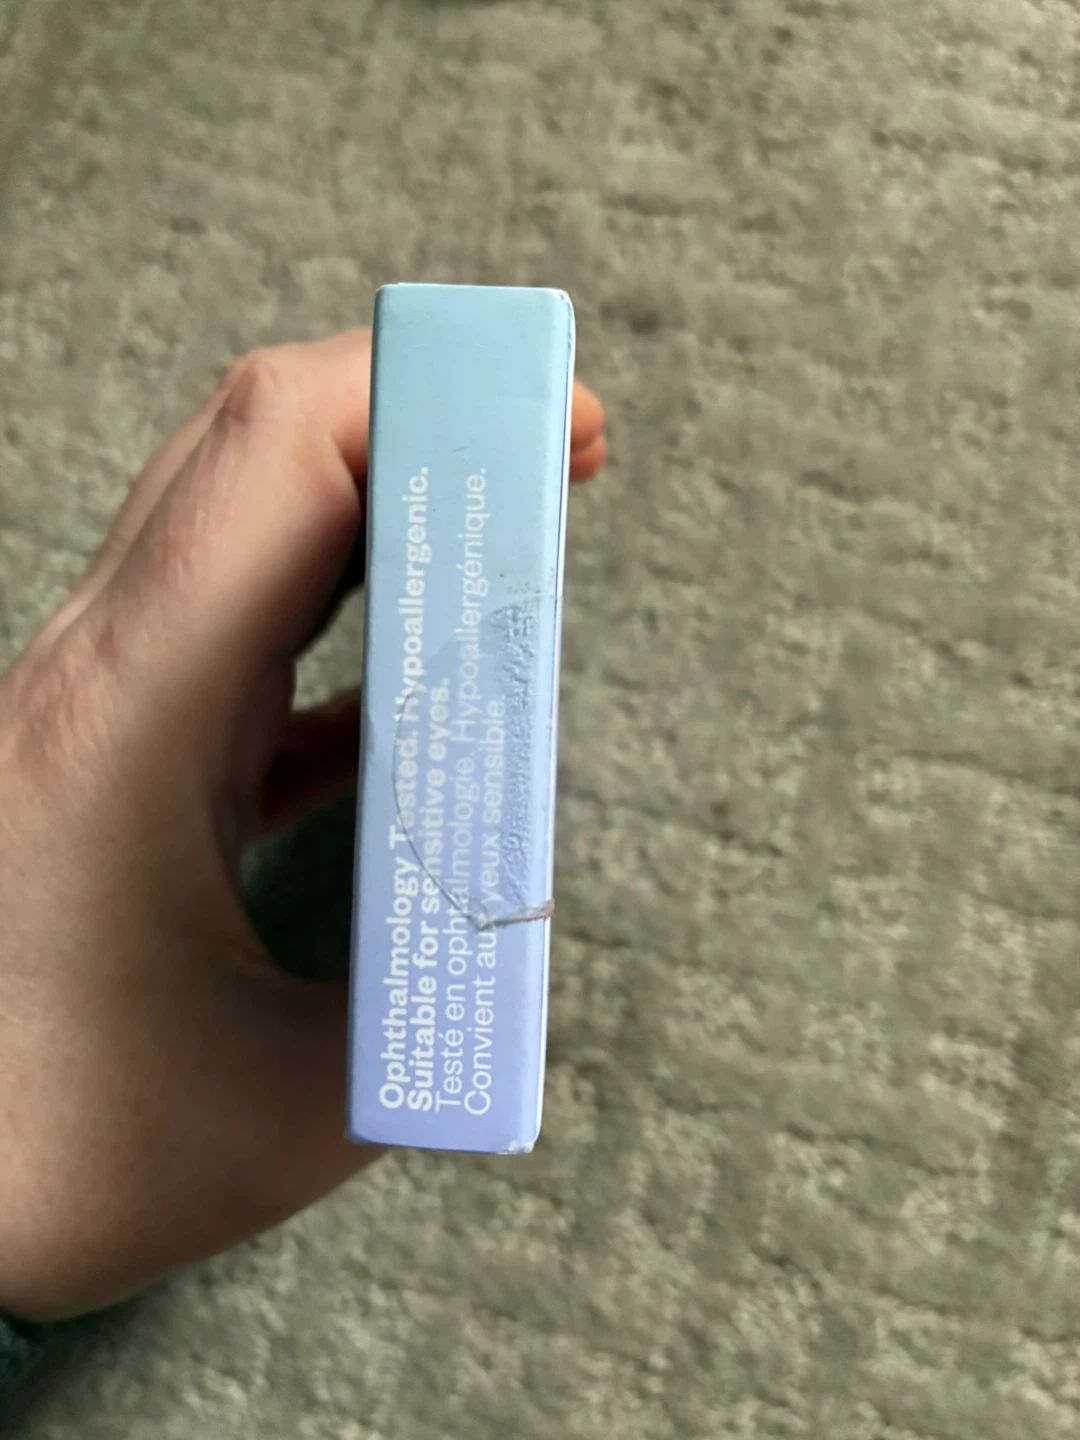 Ophthalmology Tested. Hypoallergenic.
Suitable for sensitive eyes.
Testé en ophtalmologie. Hypoallergénique.
Convient aux yeux sensible.